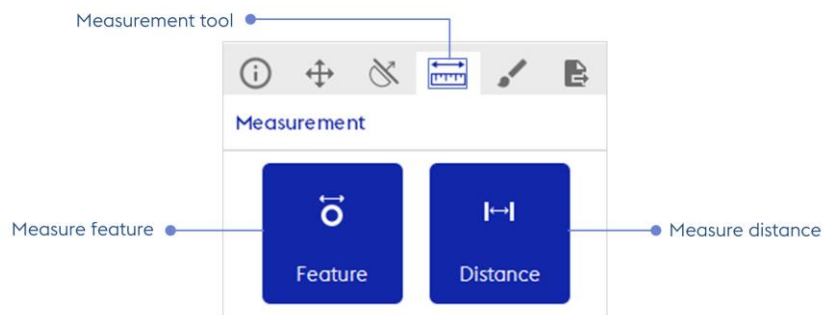 Measurement tool
Measurement
Measure feature
Feature
Distance
Measure distance